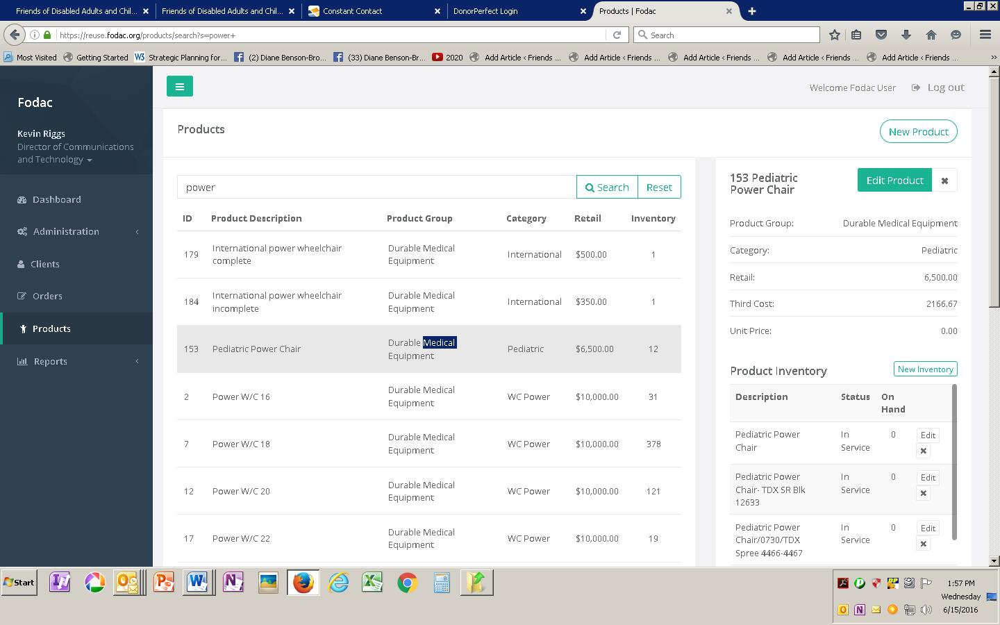 Friends of Disabled Adults and Chil...
Friends of Disabled Adults and Chil...
Constant Contact
DonorPerfect Login
Products | Fodac
https://reuse.fodac.org/products/search?s=power+
Search
Most Visited
Getting Started
Strategic Planning for...
(2) Diane Benson-Bro...
(33) Diane Benson-Br...
2020
Add Article ‹ Friends ...
Add Article ‹ Friends ...
Add Article ‹ Friends ...
Add Article ‹ Friends ...
Add Article ‹ Friends ...
Fodac
Kevin Riggs
Director of Communications
and Technology
Dashboard
Administration
Clients
Orders
Products
Reports
Welcome Fodac User
Log out
Products
New Product
power
Search
Reset
ID Product Description Product Group Category Retail Inventory
179 International power wheelchair complete Durable Medical Equipment International $500.00 1
184 International power wheelchair incomplete Durable Medical Equipment International $350.00 1
153 Pediatric Power Chair Durable Medical Equipment Pediatric $6,500.00 12
2 Power W/C 16 Durable Medical Equipment WC Power $10,000.00 31
7 Power W/C 18 Durable Medical Equipment WC Power $10,000.00 378
12 Power W/C 20 Durable Medical Equipment WC Power $10,000.00 121
17 Power W/C 22 Durable Medical Equipment WC Power $10,000.00 19
153 Pediatric
Power Chair
Edit Product
Product Group: Durable Medical Equipment
Category: Pediatric
Retail: 6,500.00
Third Cost: 2166.67
Unit Price: 0.00
Product Inventory
New Inventory
Description Status On Hand
Pediatric Power Chair In Service 0 Edit
Pediatric Power Chair- TDX SR Blk 12633 In Service 0 Edit
Pediatric Power Chair/0730/TDX Spree 4466-4467 In Service 0 Edit
Start
1:57 PM
Wednesday
6/15/2016